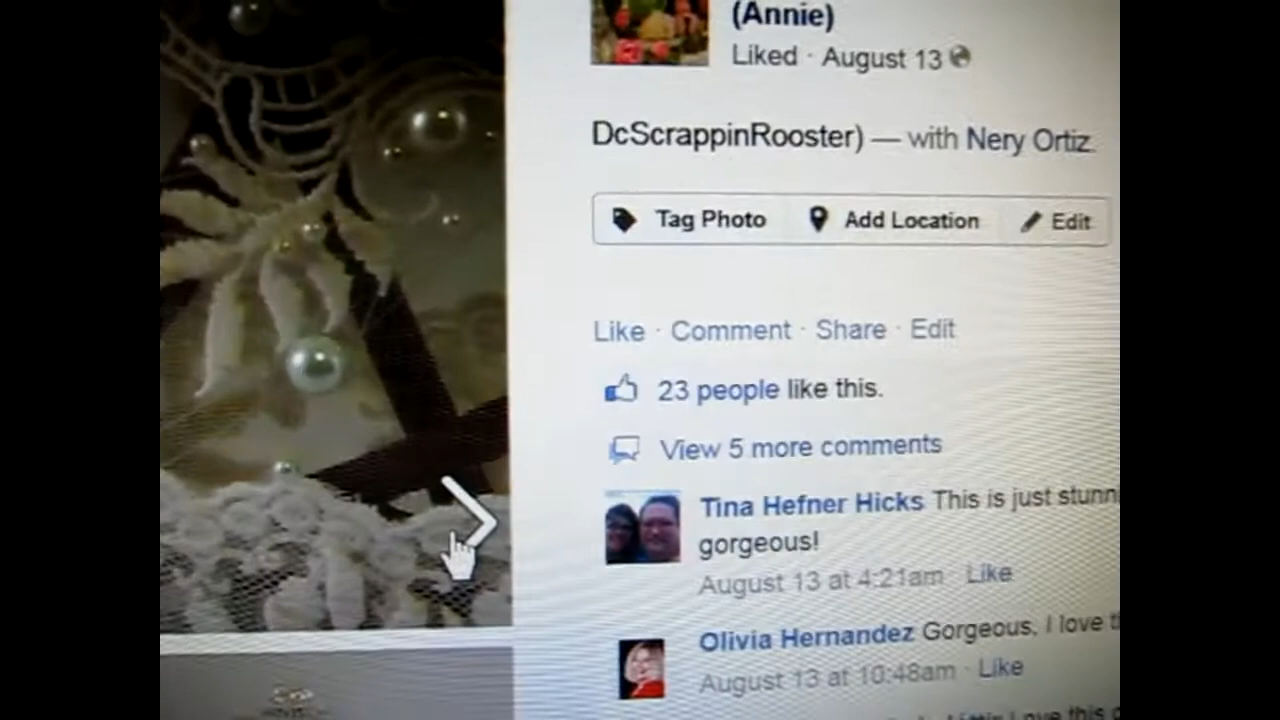 (Annie)
Liked · August 13
DcScrappinRooster) — with Nery Ortiz.
Tag Photo Add Location Edit
Like · Comment · Share · Edit
23 people like this.
View 5 more comments
Tina Hefner Hicks This is just
gorgeous!
August 13 at 4:21am · Like
Olivia Hernandez Gorgeous, I love
August 13 at 10:48am · Like